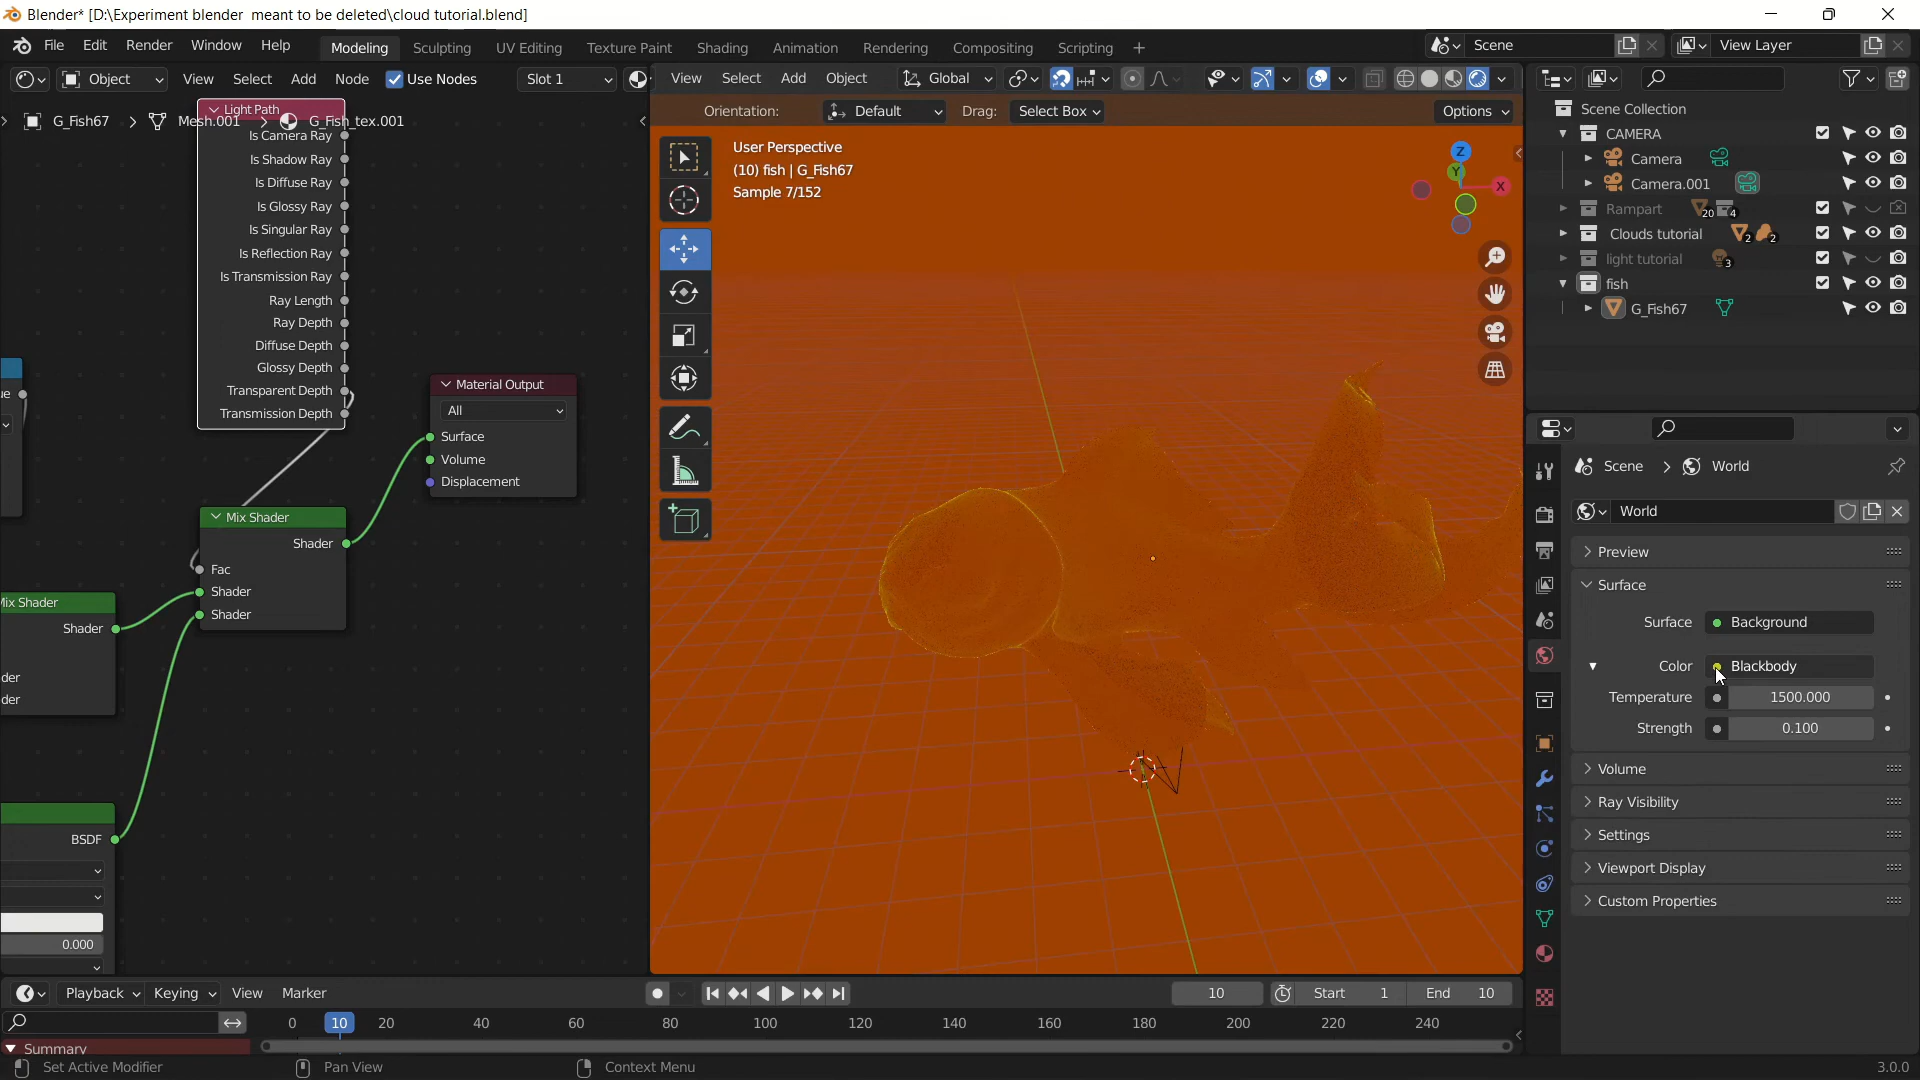 Blender* [D:\Experiment blender meant to be deleted\cloud tutorial.blend]
File Edit Render Window Help Modeling Sculpting UV Editing Texture Paint Shading Animation Rendering Compositing Scripting + Scene View Layer
Object View Select Add Node Use Nodes Slot 1 View Select Add Object Global
Orientation: Default Drag: Select Box Options
G_Fish67 > Mesh.001 > G_Fish_tex.001
Light Path
Is Camera Ray
Is Shadow Ray
Is Diffuse Ray
Is Glossy Ray
Is Singular Ray
Is Reflection Ray
Is Transmission Ray
Ray Length
Ray Depth
Diffuse Depth
Glossy Depth
Transparent Depth
Transmission Depth
Material Output
All
Surface
Volume
Displacement
Mix Shader
Shader
Fac
Shader
Shader
Mix Shader
Shader
der
der
BSDF
0.000
User Perspective
(10) fish | G_Fish67
Sample 7/152
Z
Y
X
Scene Collection
CAMERA
Camera
Camera.001
Rampart 20 4
Clouds tutorial 2 2
light tutorial 3
fish
G_Fish67
Scene > World
World
Preview
Surface
Surface Background
Color Blackbody
Temperature 1500.000
Strength 0.100
Volume
Ray Visibility
Settings
Viewport Display
Custom Properties
Playback Keying View Marker 10 Start 1 End 10
0 10 20 40 60 80 100 120 140 160 180 200 220 240
Summary
Set Active Modifier Pan View Context Menu 3.0.0